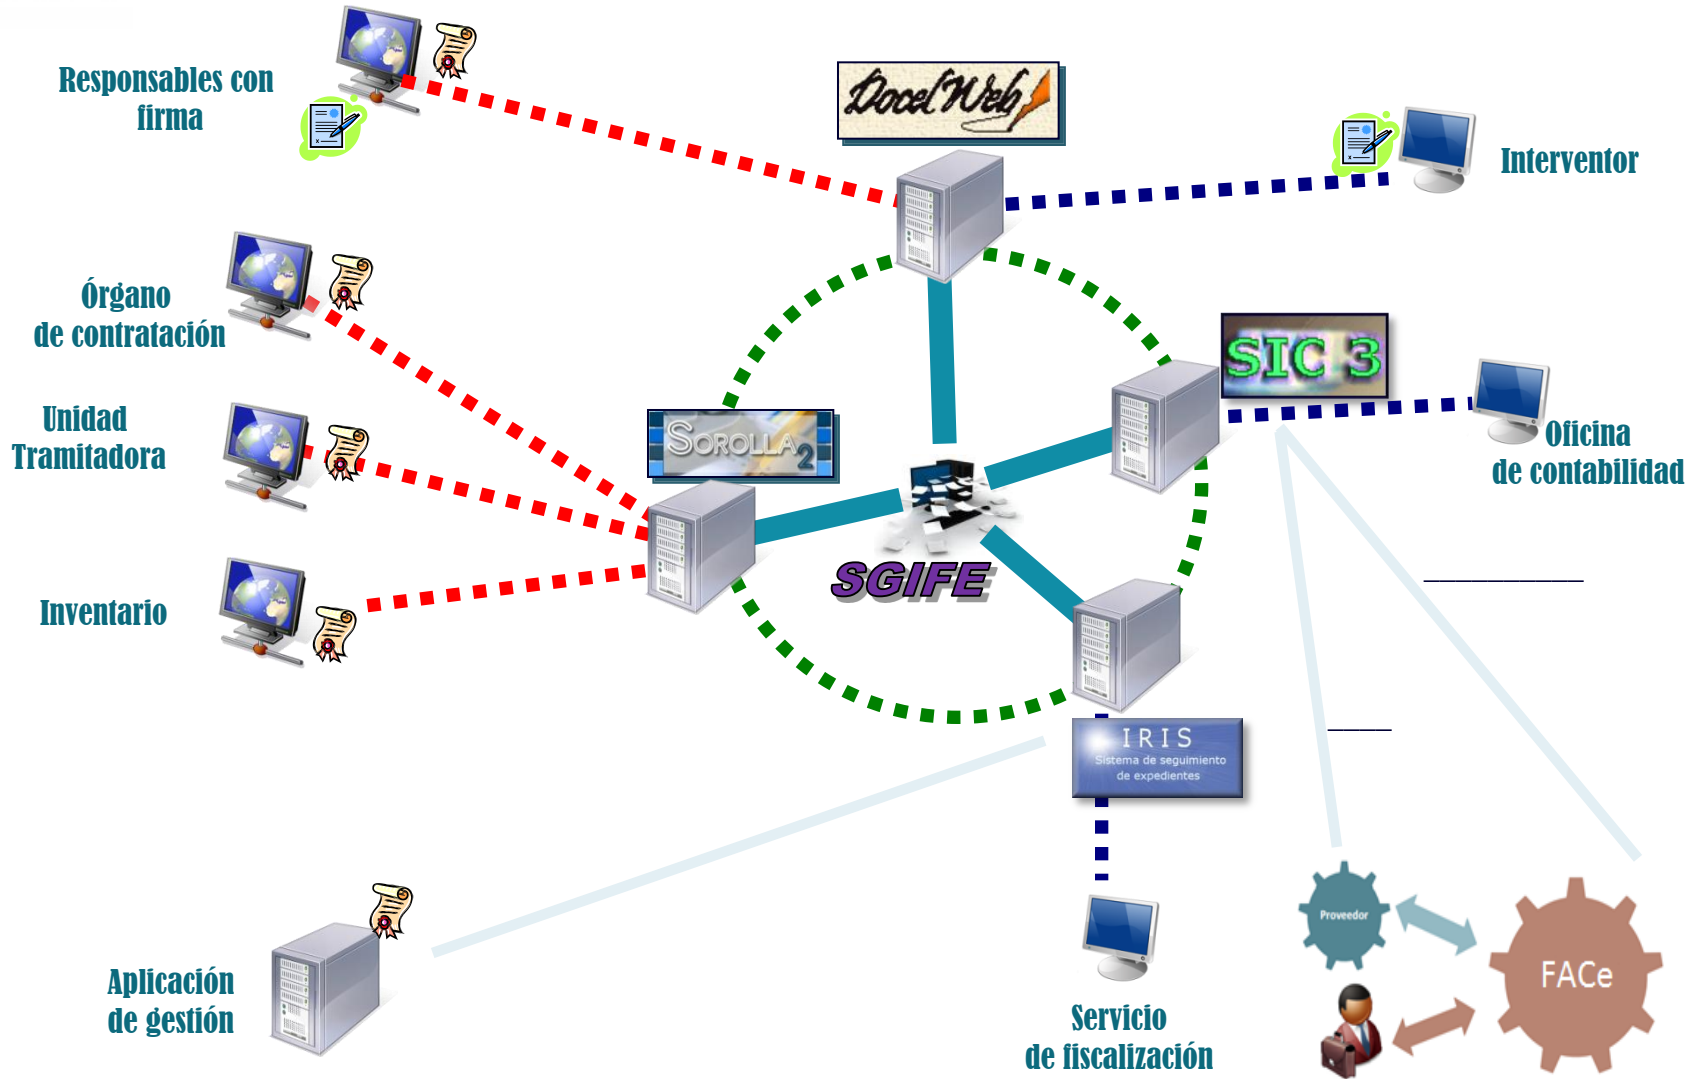 Responsables con
firma
DocelWeb
Interventor
Órgano
de contratación
SIC 3
Unidad
Tramitadora
SOROLLA2
Oficina
de contabilidad
SGIFE
Inventario
IRIS
Sistema de seguimiento
de expedientes
Proveedor
FACe
Aplicación
de gestión
Servicio
de fiscalización